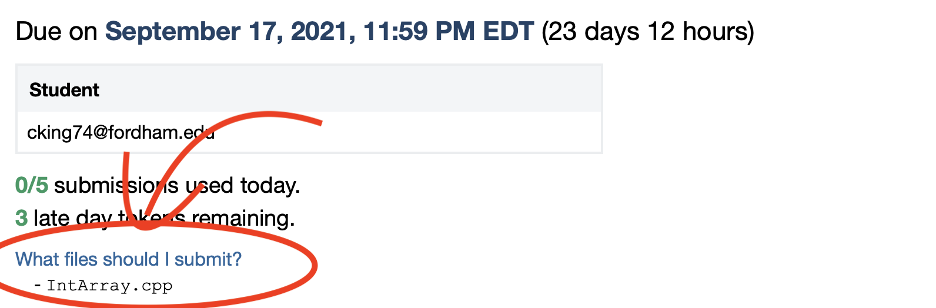 Due on September 17, 2021, 11:59 PM EDT (23 days 12 hours)
Student
cking74@fordham.edu
0/5 submissions used today.
3 late day tokens remaining.
What files should I submit?
- IntArray.cpp